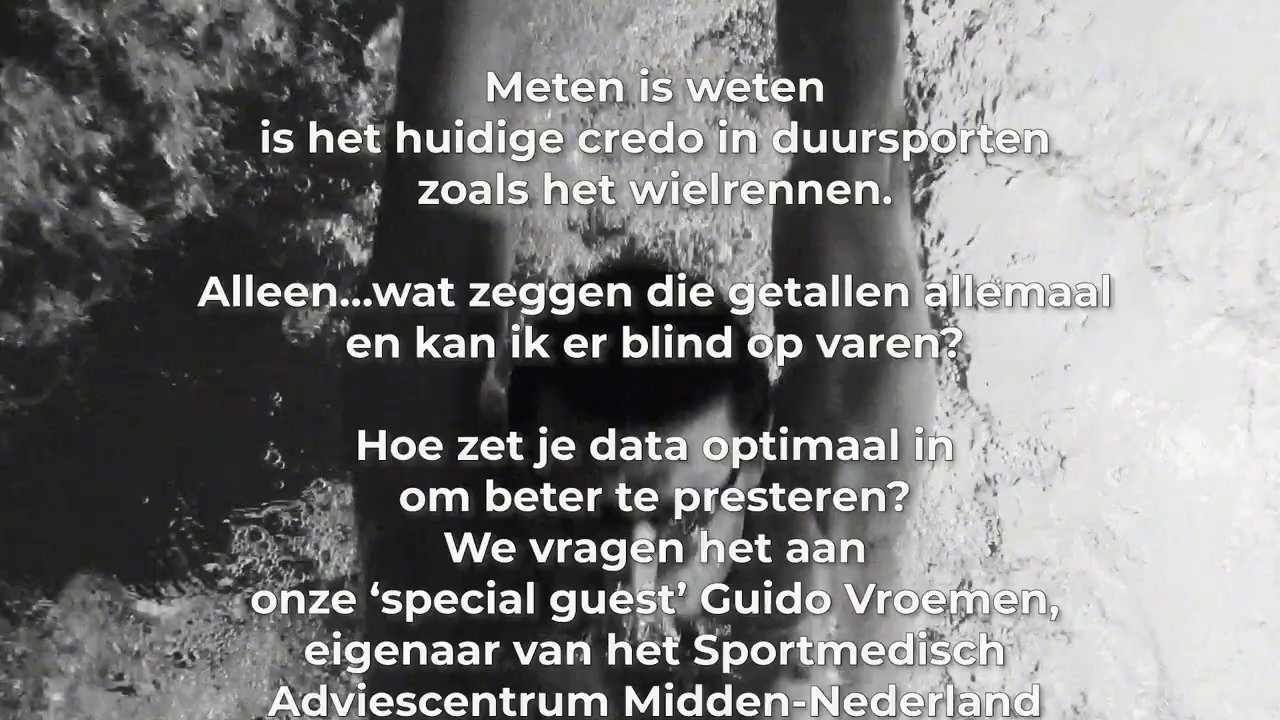 Meten is weten
is het huidige credo in duursporten
zoals het wielrennen.
Alleen...wat zeggen die getallen allemaal
en kan ik er blind op varen?
Hoe zet je data optimaal in
om beter te presteren?
We vragen het aan
onze ‘special guest’ Guido Vroemen,
eigenaar van het Sportmedisch
Adviescentrum Midden-Nederland